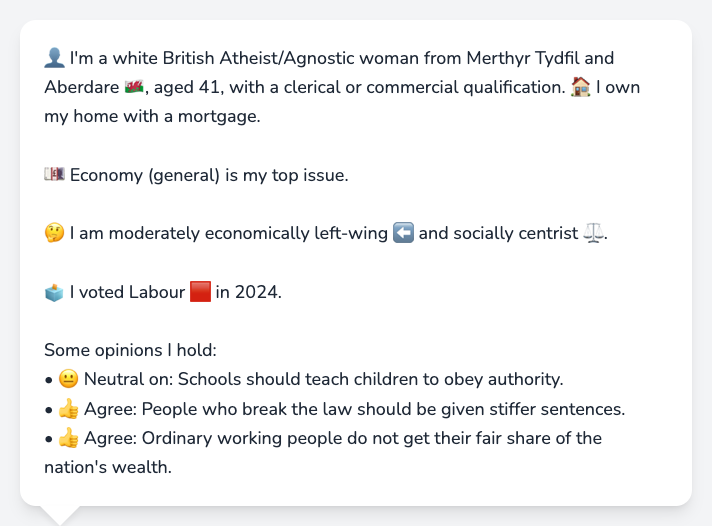 👤 I'm a white British Atheist/Agnostic woman from Merthyr Tydfil and
Aberdare 🏴󠁧󠁢󠁷󠁬󠁳󠁿, aged 41, with a clerical or commercial qualification. 🏠 I own
my home with a mortgage.
💷 Economy (general) is my top issue.
🤔 I am moderately economically left-wing ⬅️ and socially centrist ⚖️.
🗳️ I voted Labour 🟥 in 2024.
Some opinions I hold:
• 😐 Neutral on: Schools should teach children to obey authority.
• 👍 Agree: People who break the law should be given stiffer sentences.
• 👍 Agree: Ordinary working people do not get their fair share of the
nation's wealth.